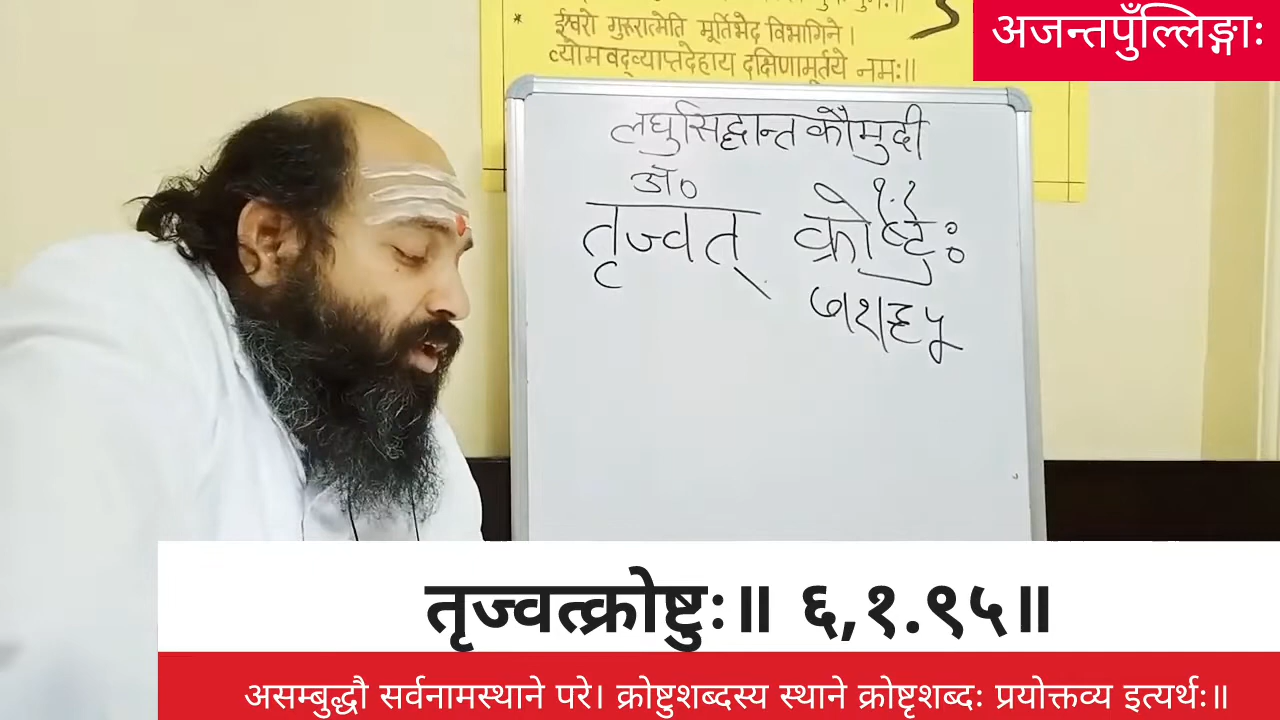 अजन्तपुँल्लिङ्गाः
ईश्वरो गुरूरात्मेति मूर्तिभेद विभागिने।
व्योमवद्व्याप्तदेहाय दक्षिणामूर्तये नमः॥
लघुसिद्धान्त कौमुदी
तृज्वत् क्रोष्टुः
तृज्वत्क्रोष्टुः॥ ६,१.९५॥
असम्बुद्धौ सर्वनामस्थाने परे। क्रोष्टुशब्दस्य स्थाने क्रोष्टृशब्दः प्रयोक्तव्य इत्यर्थः॥